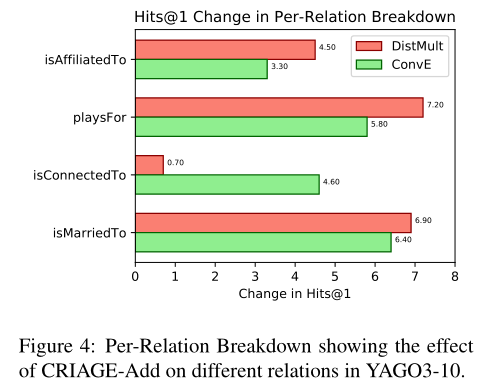 Hits@1 Change in Per-Relation Breakdown
DistMult
ConvE
isAffiliatedTo
4.50
3.30
playsFor
7.20
5.80
isConnectedTo
0.70
4.60
isMarriedTo
6.90
6.40
0 1 2 3 4 5 6 7 8
Change in Hits@1
Figure 4: Per-Relation Breakdown showing the effect
of CRIAGE-Add on different relations in YAGO3-10.